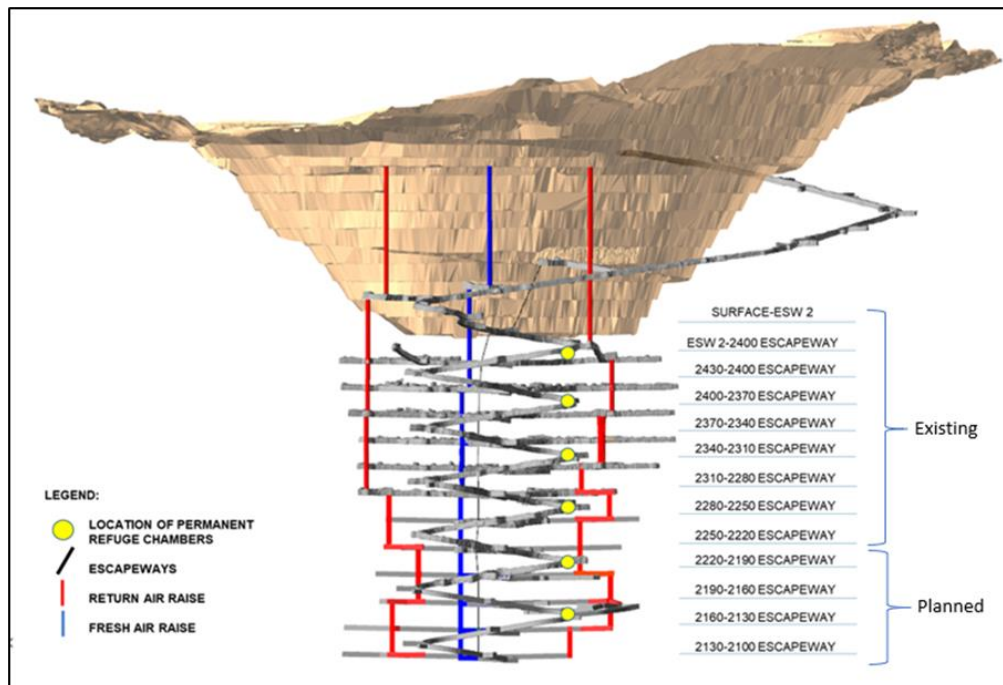 SURFACE-ESW 2
ESW 2-2400 ESCAPEWAY
2430-2400 ESCAPEWAY
2400-2370 ESCAPEWAY
2370-2340 ESCAPEWAY
2340-2310 ESCAPEWAY
2310-2280 ESCAPEWAY
2280-2250 ESCAPEWAY
2250-2220 ESCAPEWAY
2220-2190 ESCAPEWAY
2190-2160 ESCAPEWAY
2160-2130 ESCAPEWAY
2130-2100 ESCAPEWAY
Existing
Planned
LEGEND:
LOCATION OF PERMANENT
REFUGE CHAMBERS
ESCAPEWAYS
RETURN AIR RAISE
FRESH AIR RAISE